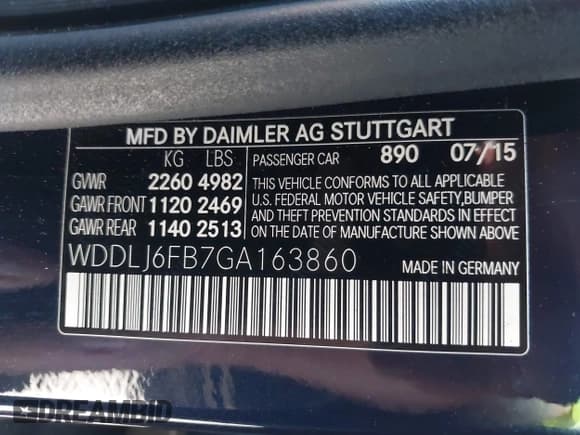 MFD BY DAIMLER AG STUTTGART
KG LBS
GVWR 2260 4982
GAWR FRONT 1120 2469
GAWR REAR 1140 2513
PASSENGER CAR 890 07/15
THIS VEHICLE CONFORMS TO ALL APPLICABLE
U.S. FEDERAL MOTOR VEHICLE SAFETY,BUMPER
AND THEFT PREVENTION STANDARDS IN EFFECT
ON THE DATE OF MANUFACTURE SHOWN ABOVE.
WDDLJ6FB7GA163860 MADE IN GERMANY
DREAMBID